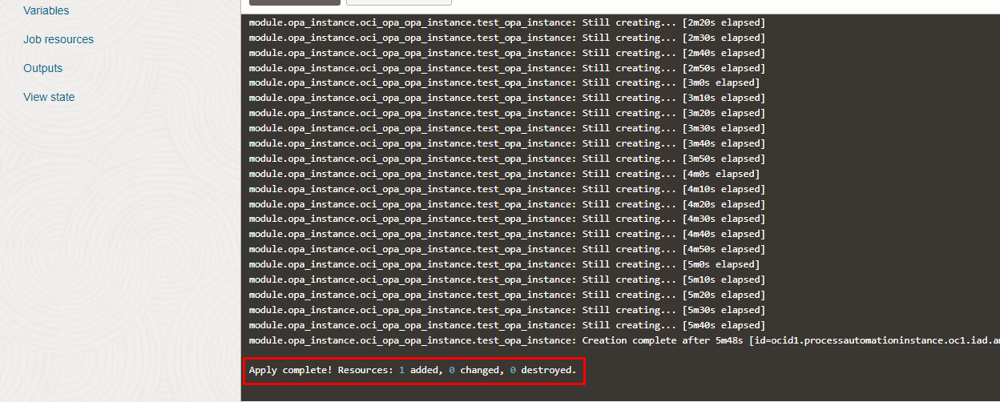 Variables
Job resources
Outputs
View state
module.opa_instance.oci_opa_opa_instance.test_opa_instance: Still creating... [2m20s elapsed]
module.opa_instance.oci_opa_opa_instance.test_opa_instance: Still creating... [2m30s elapsed]
module.opa_instance.oci_opa_opa_instance.test_opa_instance: Still creating... [2m40s elapsed]
module.opa_instance.oci_opa_opa_instance.test_opa_instance: Still creating... [2m50s elapsed]
module.opa_instance.oci_opa_opa_instance.test_opa_instance: Still creating... [3m0s elapsed]
module.opa_instance.oci_opa_opa_instance.test_opa_instance: Still creating... [3m10s elapsed]
module.opa_instance.oci_opa_opa_instance.test_opa_instance: Still creating... [3m20s elapsed]
module.opa_instance.oci_opa_opa_instance.test_opa_instance: Still creating... [3m30s elapsed]
module.opa_instance.oci_opa_opa_instance.test_opa_instance: Still creating... [3m40s elapsed]
module.opa_instance.oci_opa_opa_instance.test_opa_instance: Still creating... [3m50s elapsed]
module.opa_instance.oci_opa_opa_instance.test_opa_instance: Still creating... [4m0s elapsed]
module.opa_instance.oci_opa_opa_instance.test_opa_instance: Still creating... [4m10s elapsed]
module.opa_instance.oci_opa_opa_instance.test_opa_instance: Still creating... [4m20s elapsed]
module.opa_instance.oci_opa_opa_instance.test_opa_instance: Still creating... [4m30s elapsed]
module.opa_instance.oci_opa_opa_instance.test_opa_instance: Still creating... [4m40s elapsed]
module.opa_instance.oci_opa_opa_instance.test_opa_instance: Still creating... [4m50s elapsed]
module.opa_instance.oci_opa_opa_instance.test_opa_instance: Still creating... [5m0s elapsed]
module.opa_instance.oci_opa_opa_instance.test_opa_instance: Still creating... [5m10s elapsed]
module.opa_instance.oci_opa_opa_instance.test_opa_instance: Still creating... [5m20s elapsed]
module.opa_instance.oci_opa_opa_instance.test_opa_instance: Still creating... [5m30s elapsed]
module.opa_instance.oci_opa_opa_instance.test_opa_instance: Still creating... [5m40s elapsed]
module.opa_instance.oci_opa_opa_instance.test_opa_instance: Creation complete after 5m48s [id=ocid1.processautomationinstance.oc1.iad.a
Apply complete! Resources: 1 added, 0 changed, 0 destroyed.